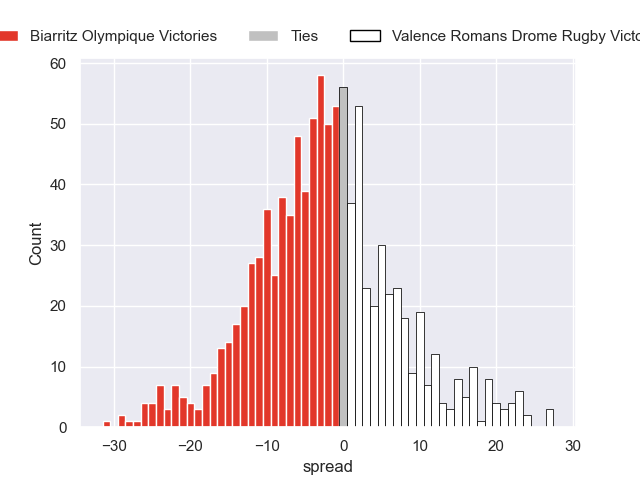 Biarritz Olympique Victories Ties Valence Romans Drome Rugby Victo
60
50
40
30
20
10
0
Count
−30 −20 −10 0 10 20 30
spread